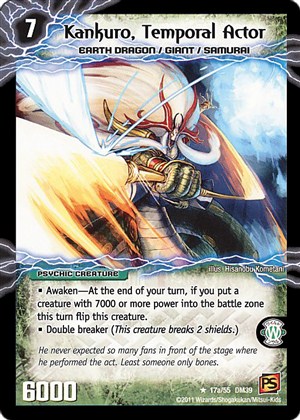 7
Kankuro, Temporal Actor
EARTH DRAGON / GIANT / SAMURAI
illus. Hisanobu Kometani
PSYCHIC CREATURE
▪ Awaken—At the end of your turn, if you put a
creature with 7000 or more power into the battle zone
this turn flip this creature.
▪ Double breaker (This creature breaks 2 shields.)
He never expected so many fans in front of the stage where
he performed the act. Least someone only bones.
W
6000
★ 17a/55 DM39
©2011 Wizards/Shogakukan/Mitsui-Kids
PS